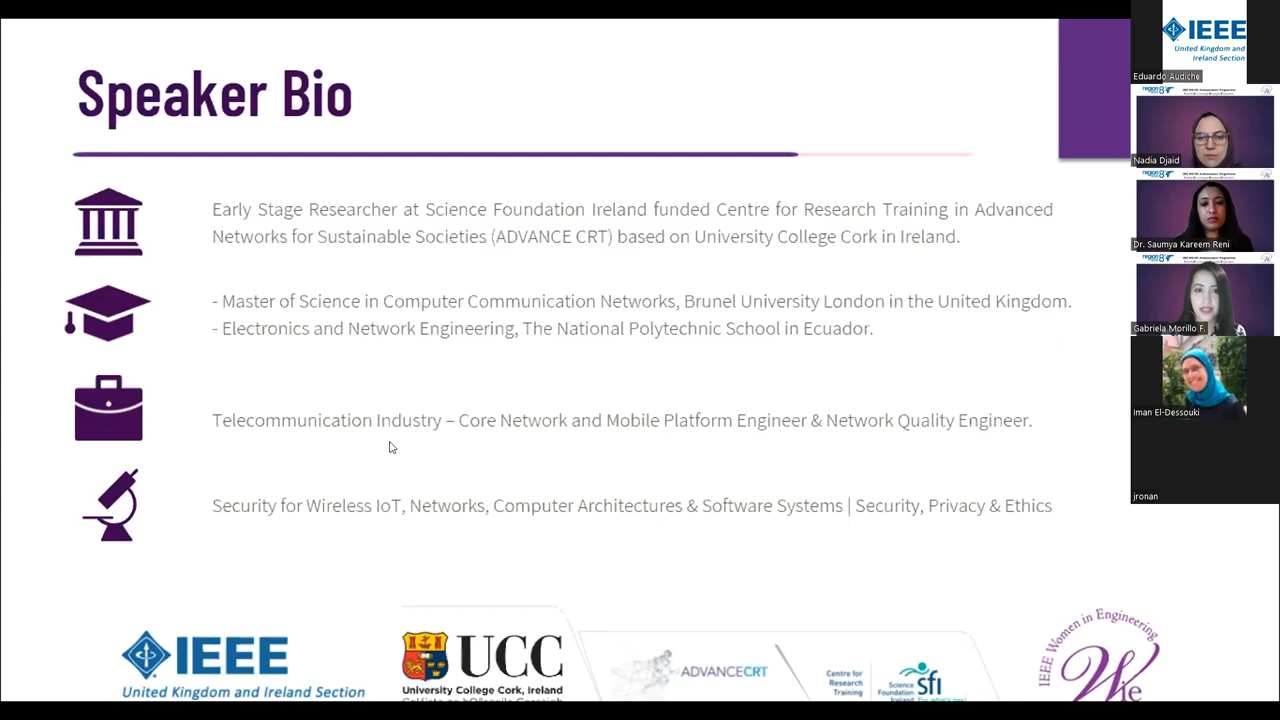 Speaker Bio
Early Stage Researcher at Science Foundation Ireland funded Centre for Research Training in Advanced
Networks for Sustainable Societies (ADVANCE CRT) based on University College Cork in Ireland.
- Master of Science in Computer Communication Networks, Brunel University London in the United Kingdom.
- Electronics and Network Engineering, The National Polytechnic School in Ecuador.
Telecommunication Industry – Core Network and Mobile Platform Engineer & Network Quality Engineer.
Security for Wireless IoT, Networks, Computer Architectures & Software Systems | Security, Privacy & Ethics
IEEE
United Kingdom and Ireland Section
UCC
University College Cork, Ireland
ADVANCECRT
Centre for
Research
Training
Science
Foundation
Ireland
sfi
IEEE Women in Engineering
Wie
IEEE
United Kingdom and
Ireland Section
Eduardo Audiche
Nadia Djaid
Dr. Saumya Kareem Reni
Gabriela Morillo F.
Iman El-Dessouki
jronan